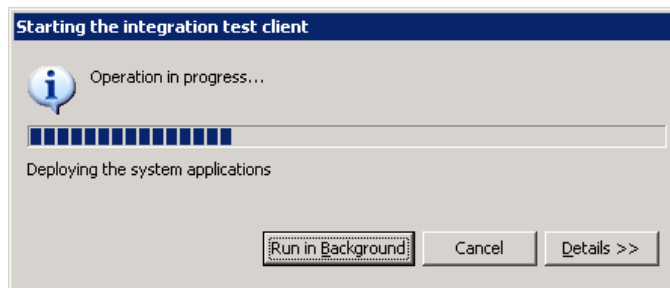 Starting the integration test client
Operation in progress...
Deploying the system applications
Run in Background Cancel Details >>